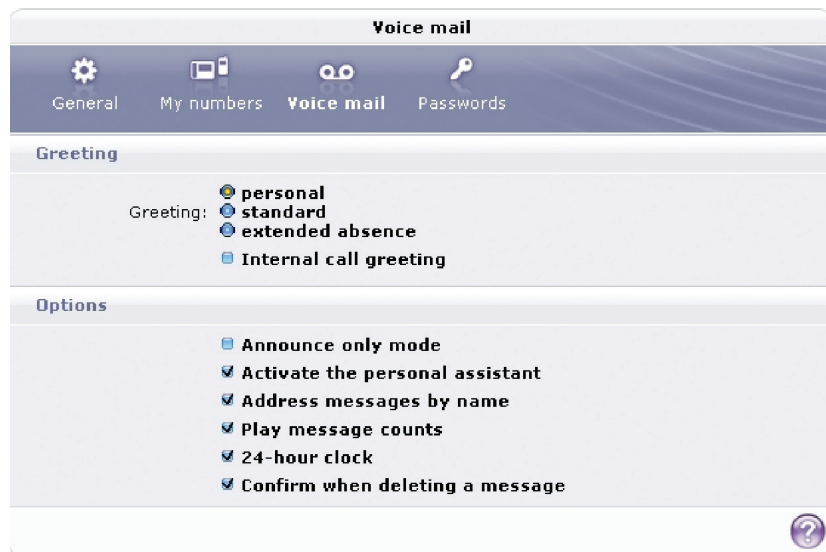 Voice mail
General My numbers Voice mail Passwords
Greeting
personal
Greeting: standard
extended absence
Internal call greeting
Options
Announce only mode
Activate the personal assistant
Address messages by name
Play message counts
24-hour clock
Confirm when deleting a message
?